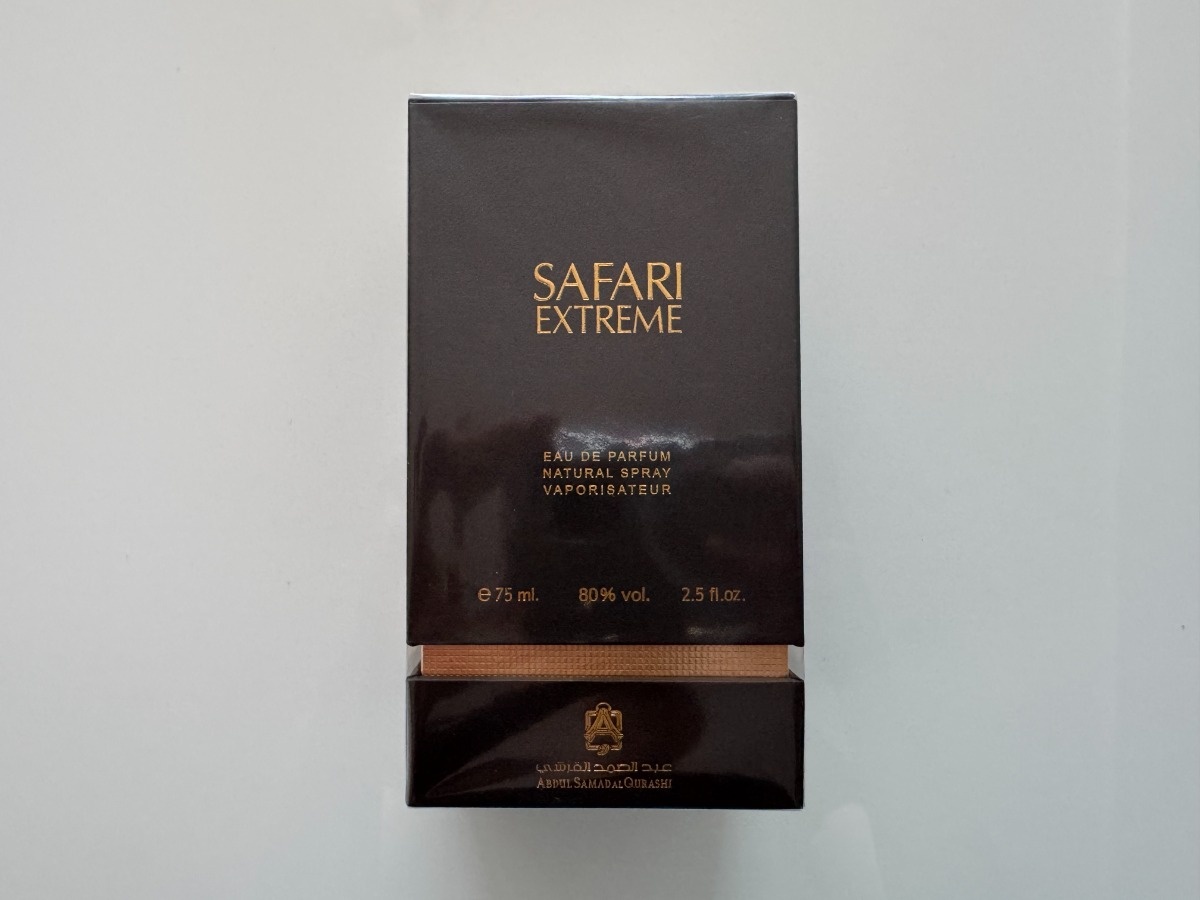 SAFARI
EXTREME
EAU DE PARFUM
NATURAL SPRAY
VAPORISATEUR
℮ 75 ml. 80% vol. 2.5 fl.oz.
عبد الصمد القرشي
ABDUL SAMAD AL QURASHI